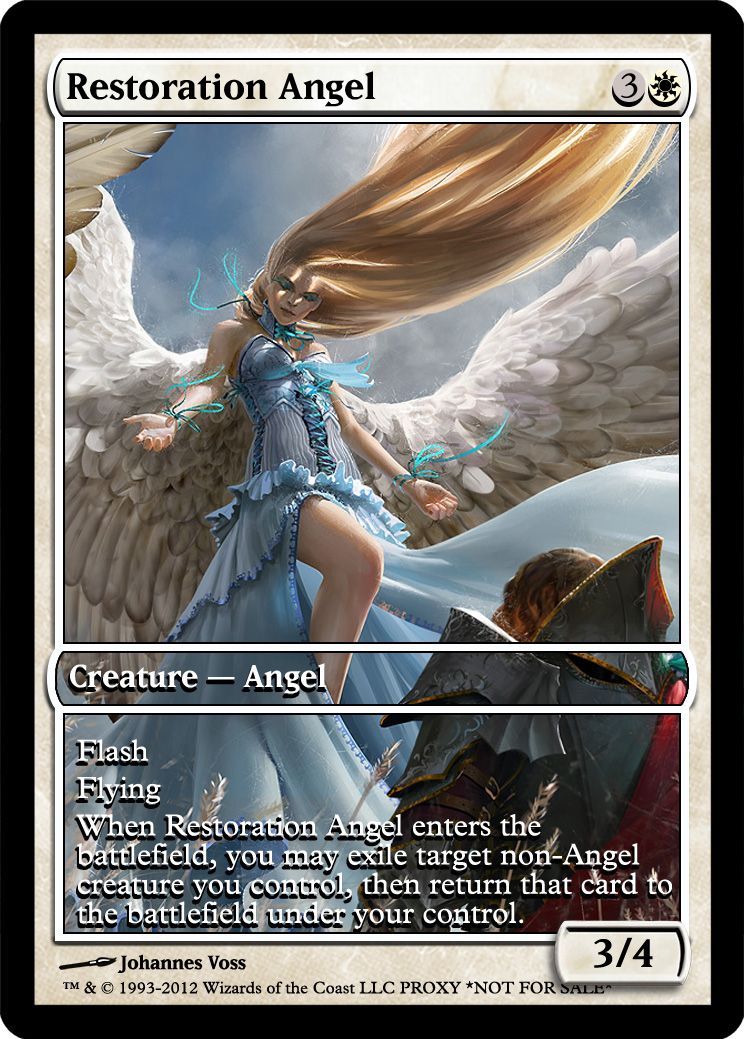 Restoration Angel 3
Creature — Angel
Flash
Flying
When Restoration Angel enters the
battlefield, you may exile target non-Angel
creature you control, then return that card to
the battlefield under your control.
3/4
Johannes Voss
™ & © 1993-2012 Wizards of the Coast LLC PROXY *NOT FOR SALE*